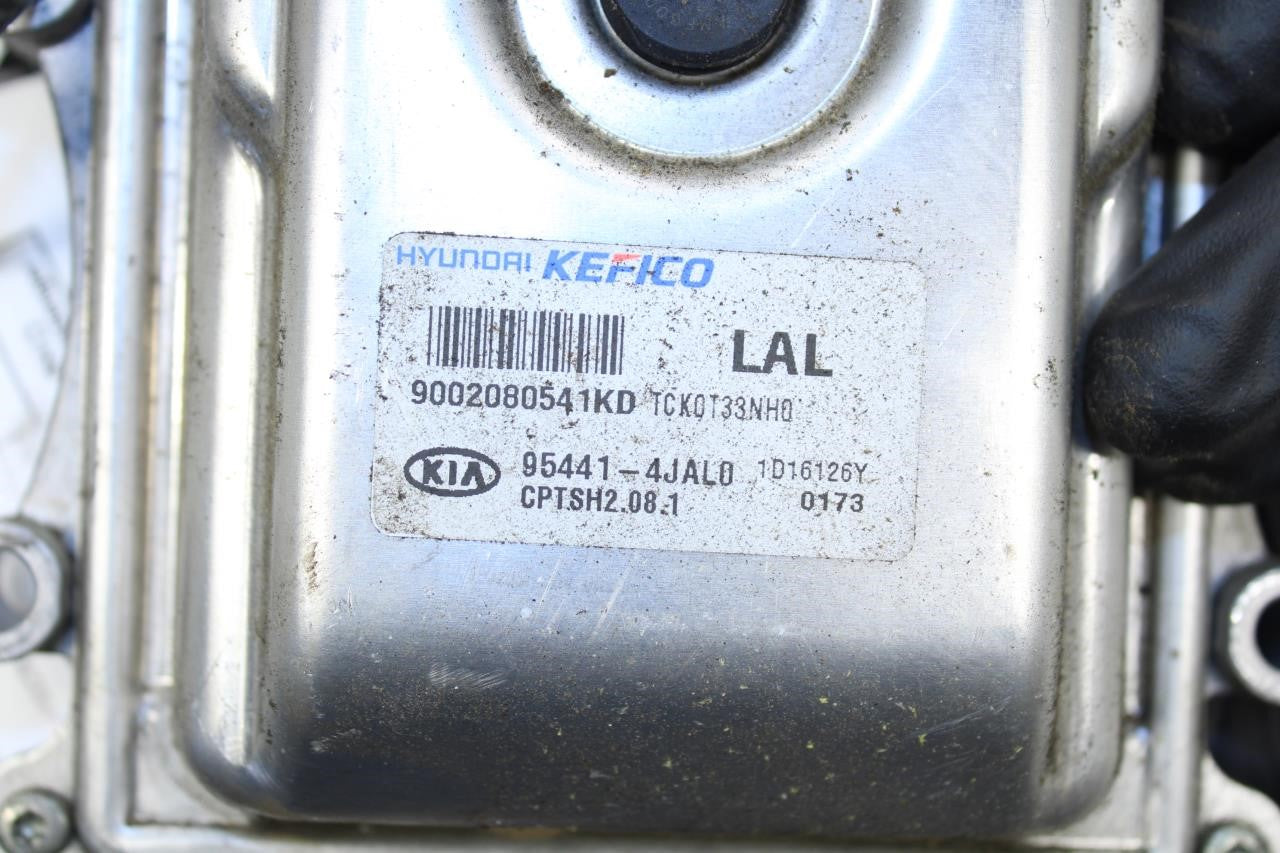 HYUNDAI KEFICO
LAL
9002080541KD TCK0T33NH0
KIA 95441-4JAL0 1D16126Y
CPTSH2.08.1 0173